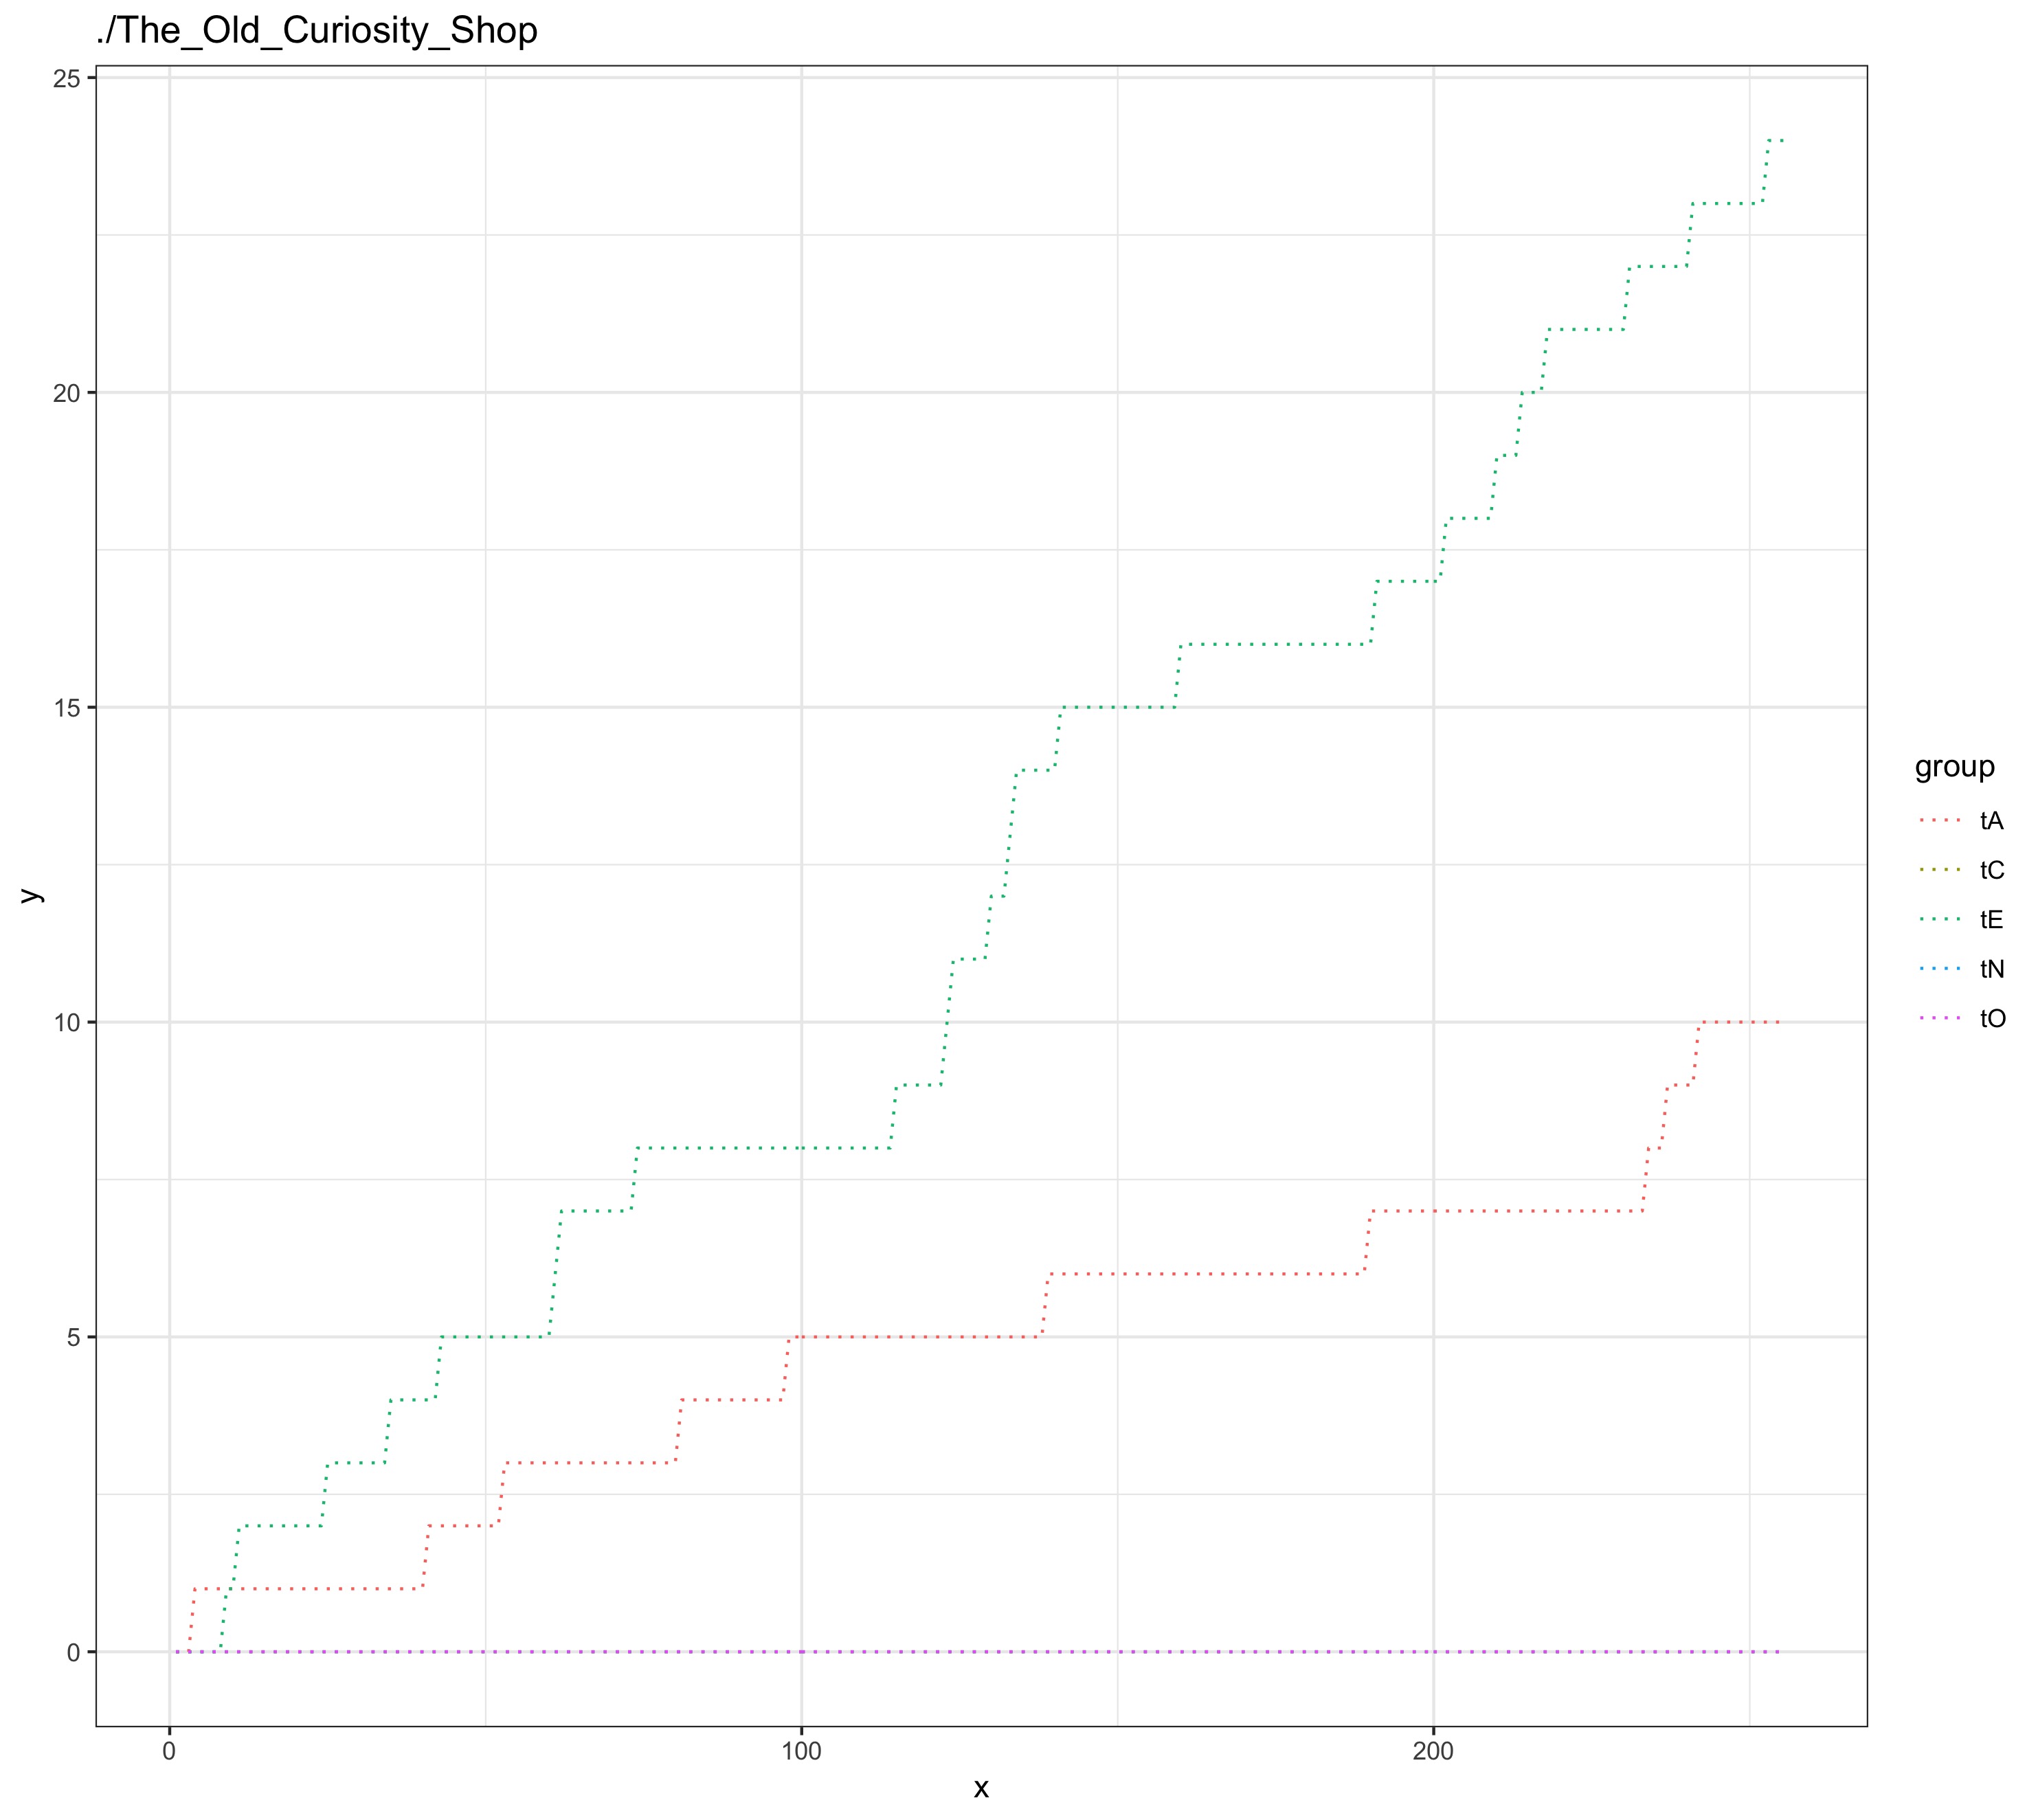 ./The_Old_Curiosity_Shop
25
20
15
10
5
0
y
0 100 200
x
group
tA
tC
tE
tN
tO